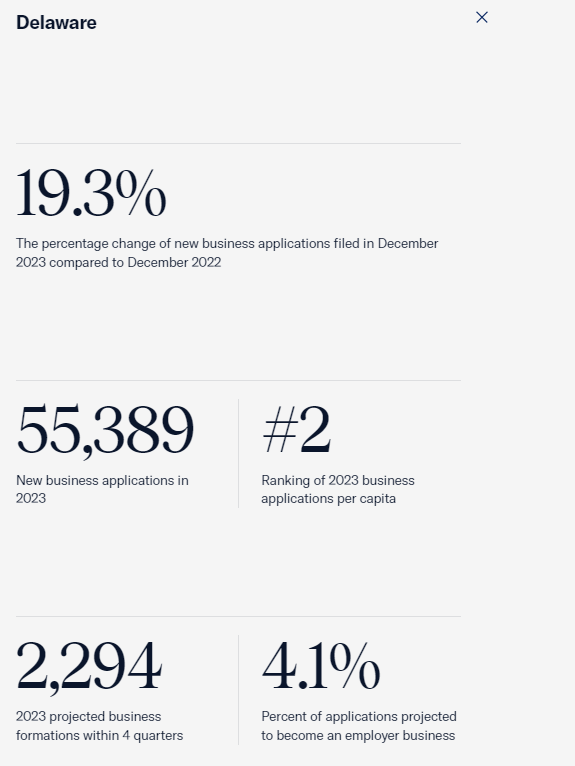 Delaware
19.3%
The percentage change of new business applications filed in December
2023 compared to December 2022
55,389
New business applications in
2023
#2
Ranking of 2023 business
applications per capita
2,294
2023 projected business
formations within 4 quarters
4.1%
Percent of applications projected
to become an employer business